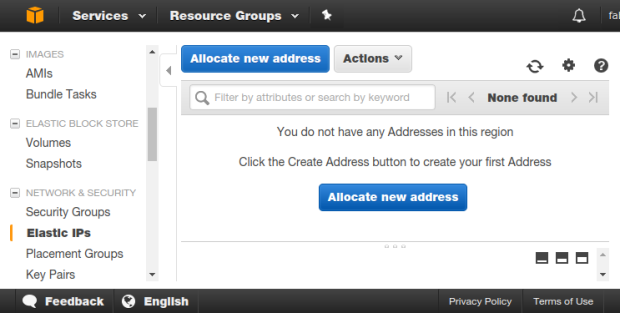 Services
Resource Groups
IMAGES
AMIs
Bundle Tasks
ELASTIC BLOCK STORE
Volumes
Snapshots
NETWORK & SECURITY
Security Groups
Elastic IPs
Placement Groups
Key Pairs
Allocate new address
Actions
Filter by attributes or search by keyword
None found
You do not have any Addresses in this region
Click the Create Address button to create your first Address
Allocate new address
Feedback
English
Privacy Policy
Terms of Use